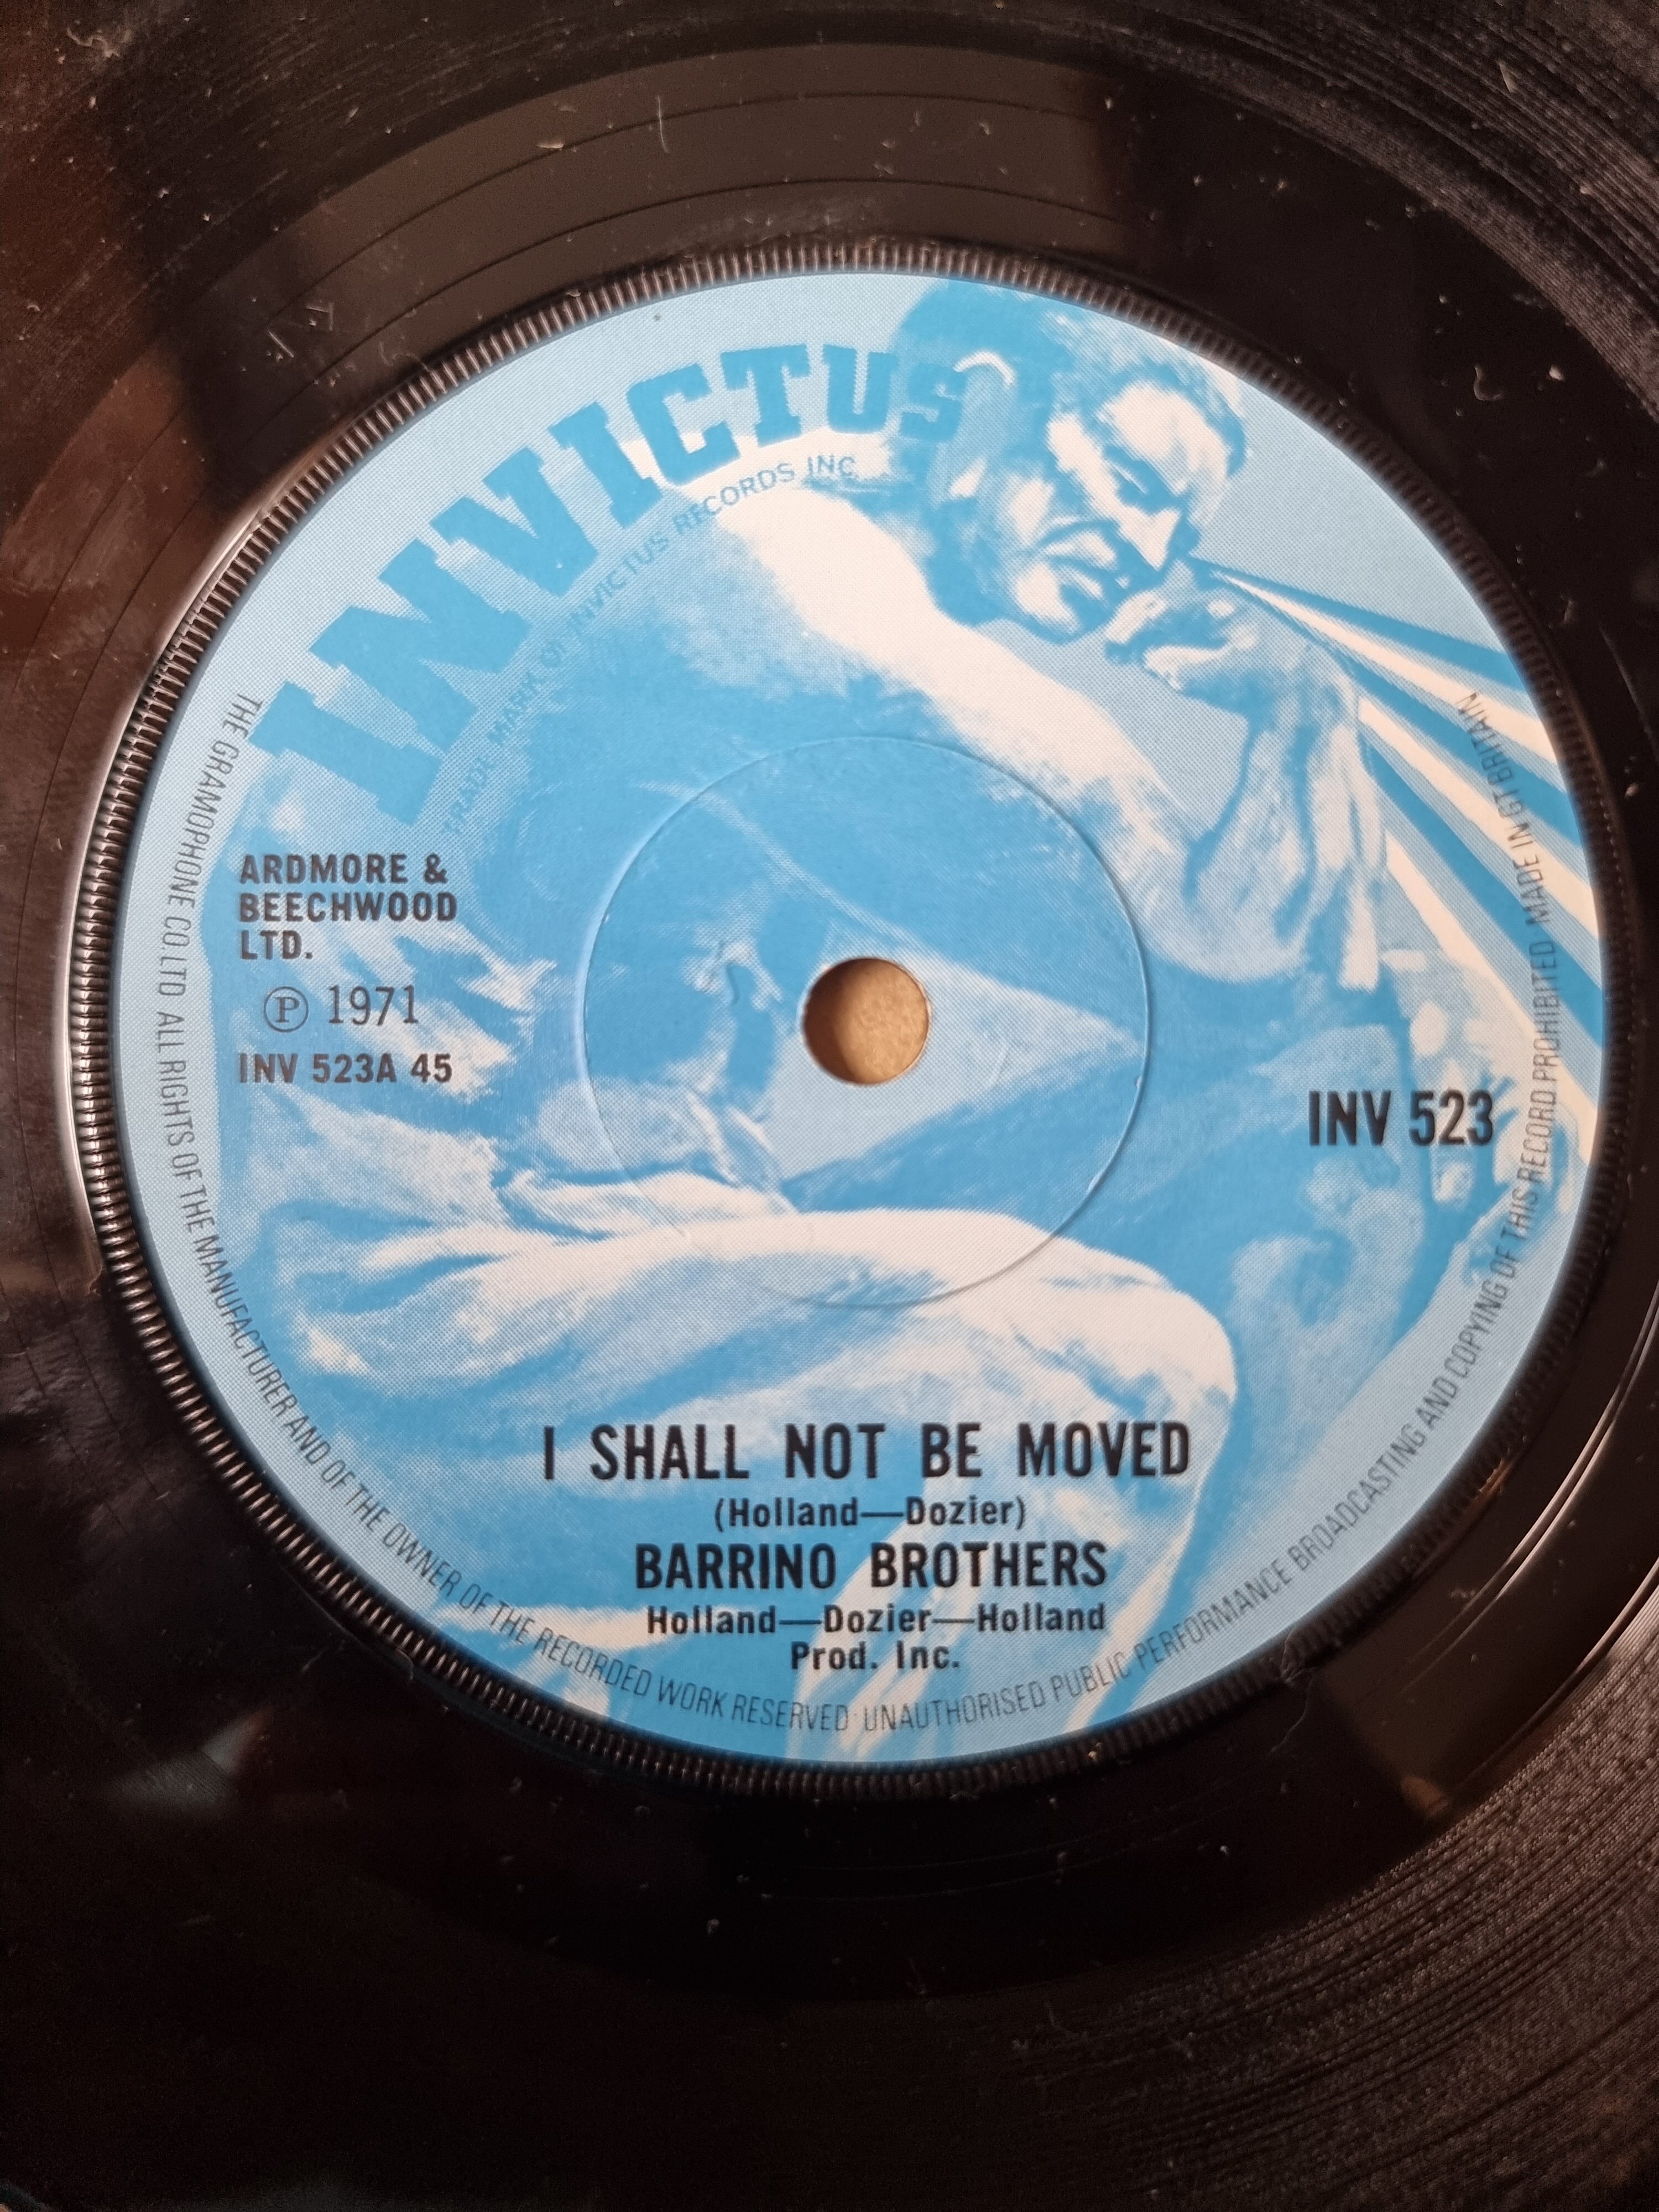 INVICTUS
TRADE MARK OF INVICTUS RECORDS INC.
ARDMORE &
BEECHWOOD
LTD.
Ⓟ 1971
INV 523A 45
INV 523
I SHALL NOT BE MOVED
(Holland—Dozier)
BARRINO BROTHERS
Holland—Dozier—Holland
Prod. Inc.
THE GRAMOPHONE CO. LTD. ALL RIGHTS OF THE MANUFACTURER AND OF THE OWNER OF THE RECORDED WORK RESERVED · UNAUTHORISED PUBLIC PERFORMANCE BROADCASTING AND COPYING OF THIS RECORD PROHIBITED MADE IN GT BRITAIN